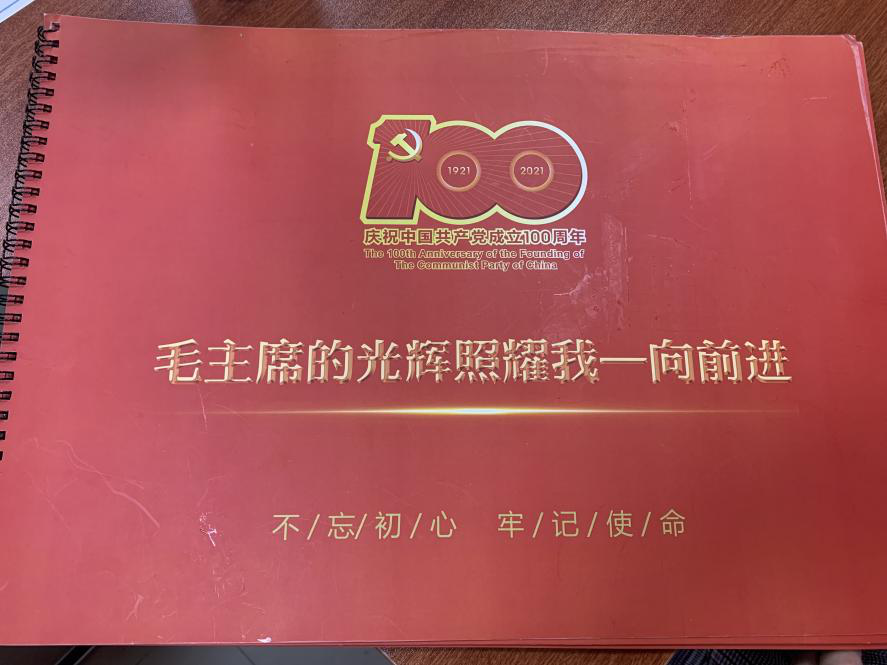 100
1921 2021
庆祝中国共产党成立100周年
The 100th Anniversary of the Founding of
The Communist Party of China
毛主席的光辉照耀我一向前进
不/忘/初/心 牢/记/使/命